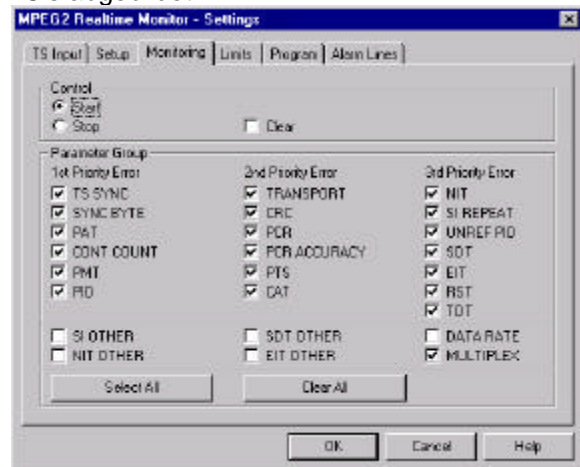 MPEG2 Realtime Monitor - Settings
TS Input Setup Monitoring Limits Program Alarm Lines
Control
Start
Stop Clear
Parameter Group
1st Priority Error 2nd Priority Error 3rd Priority Error
TS SYNC TRANSPORT NIT
SYNC BYTE CRC SI REPEAT
PAT PCR UNREF PID
CONT COUNT PCR ACCURACY SDT
PMT PTS EIT
PID CAT RST
TOT
SI OTHER SDT OTHER DATA RATE
NIT OTHER EIT OTHER MULTIPLEX
Select All Clear All
OK Cancel Help